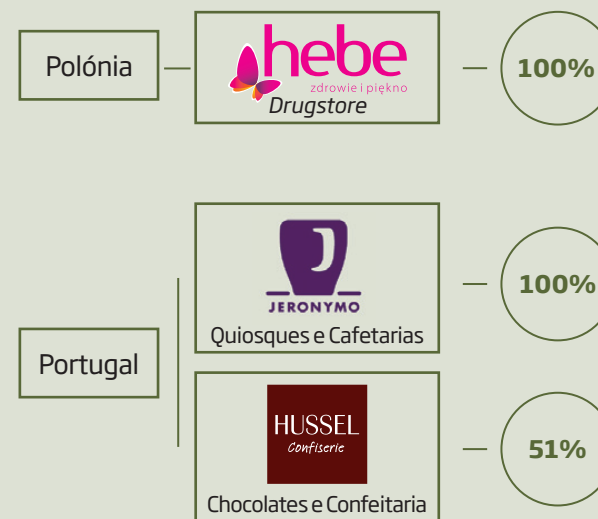 Polónia
hebe
zdrowie i piękno
Drugstore
100%
Portugal
J
JERONYMO
Quiosques e Cafetarias
100%
HUSSEL
Confiserie
Chocolates e Confeitaria
51%